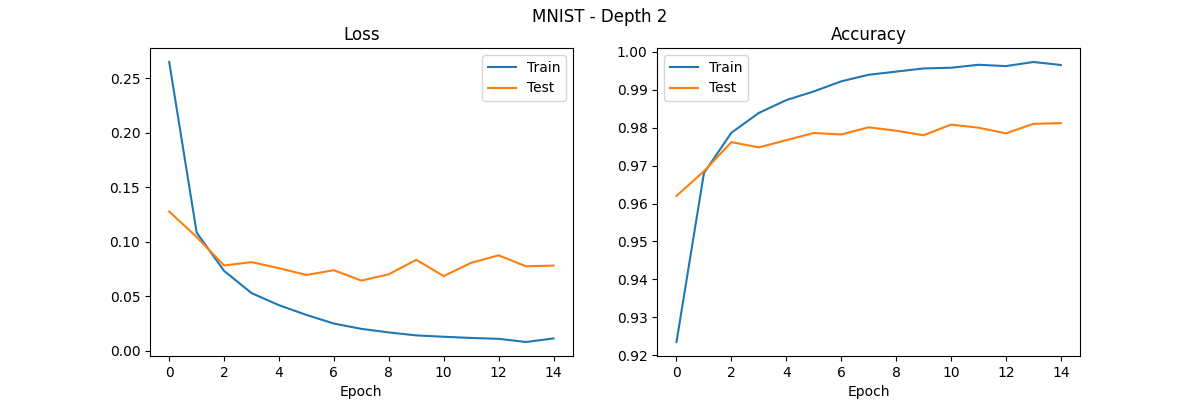 MNIST - Depth 2
Loss
0.25
0.20
0.15
0.10
0.05
0.00
0 2 4 6 8 10 12 14
Epoch
Train
Test
Accuracy
1.00
0.99
0.98
0.97
0.96
0.95
0.94
0.93
0.92
0 2 4 6 8 10 12 14
Epoch
Train
Test